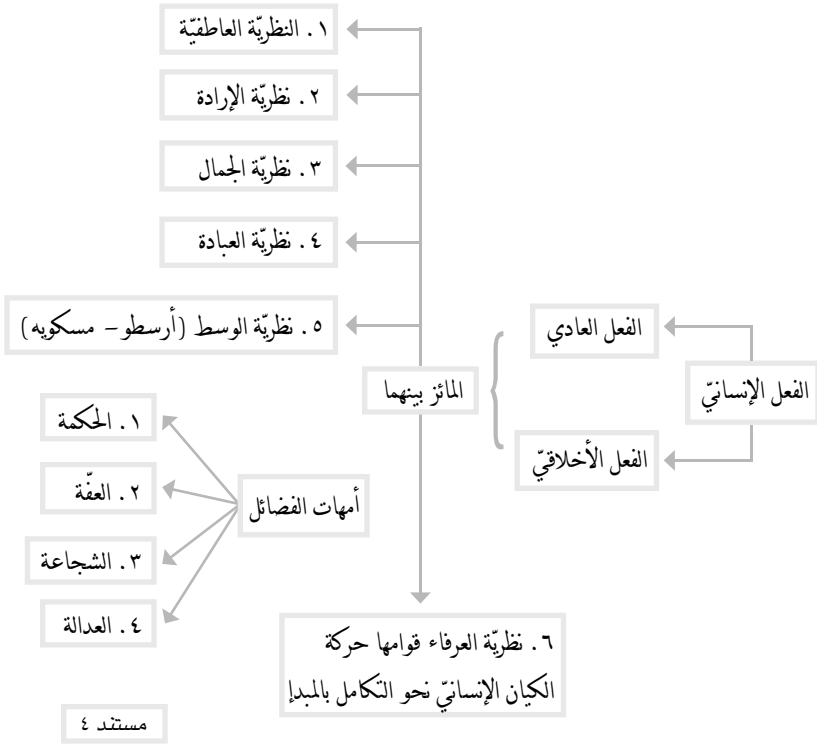 ١. النظريّة العاطفيّة
٢. نظريّة الإرادة
٣. نظريّة الجمال
٤. نظريّة العبادة
٥. نظريّة الوسط (أرسطو – مسكويه)
الفعل الإنسانيّ
الفعل العادي
الفعل الأخلاقيّ
المائز بينهما
أمهات الفضائل
١. الحكمة
٢. العفّة
٣. الشجاعة
٤. العدالة
٦. نظريّة العرفاء قوامها حركة
الكيان الإنسانيّ نحو التكامل بالمبدإ
مستند ٤